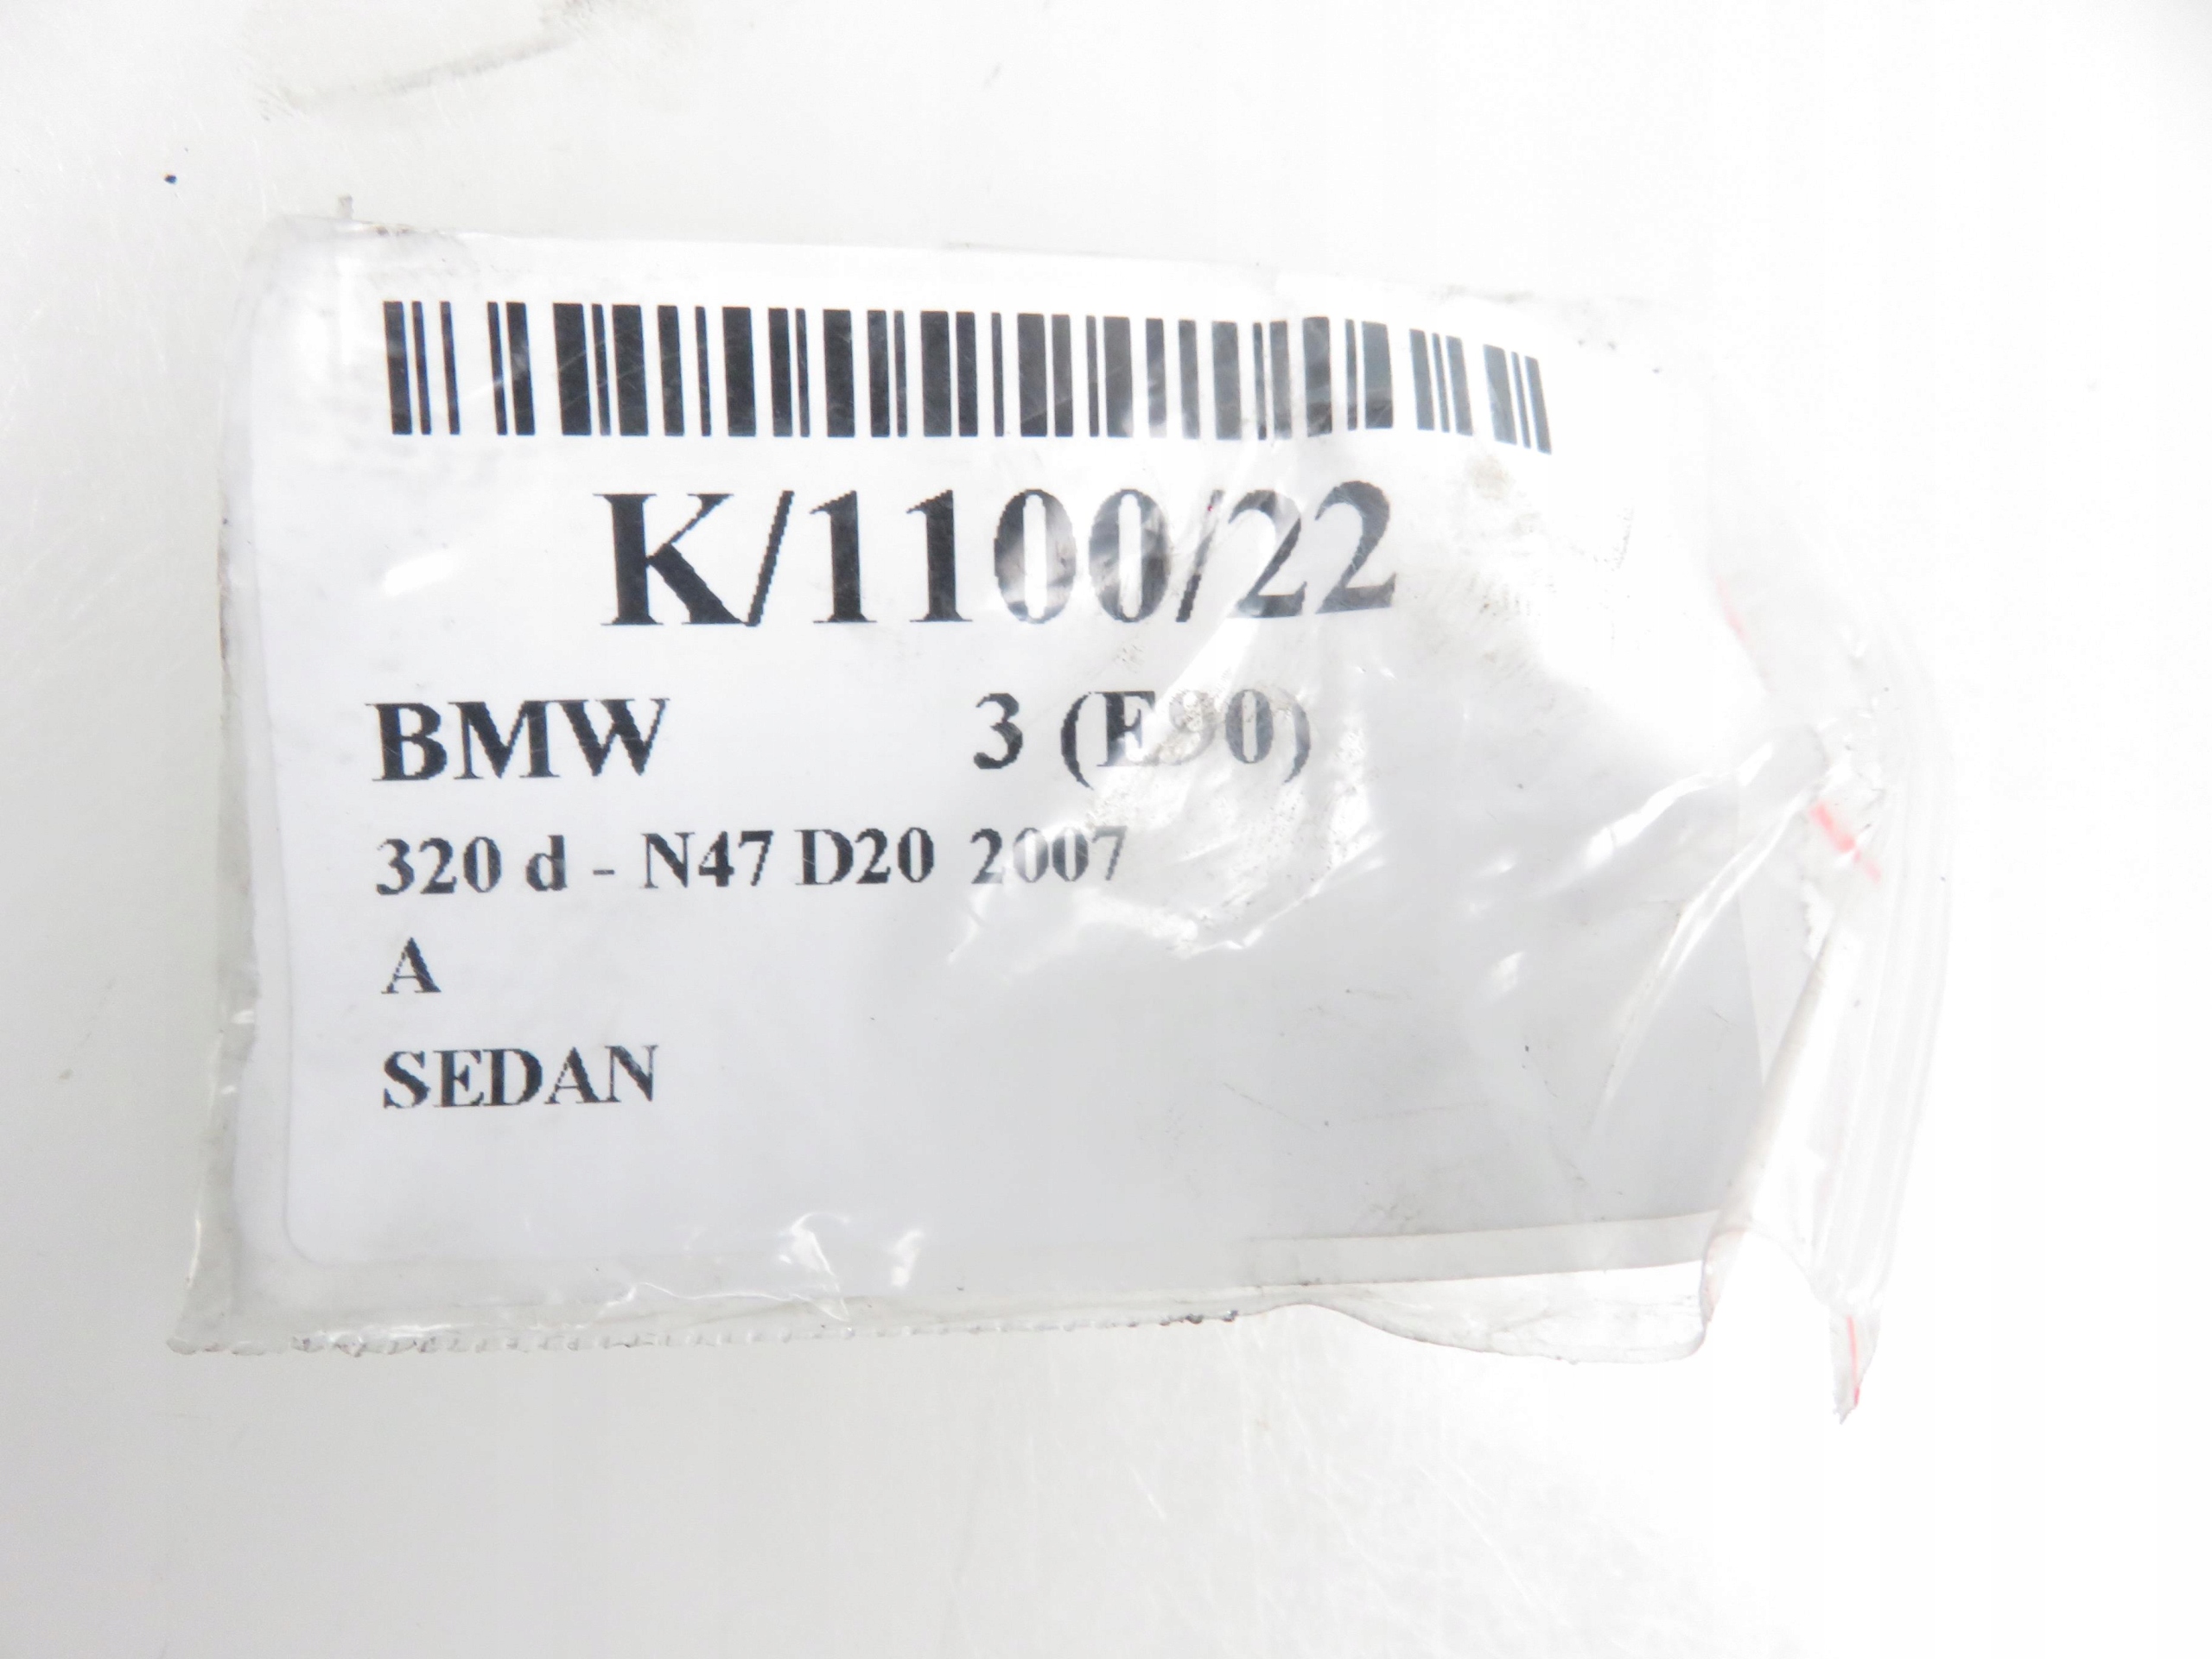 K/1100/22
BMW 3 (E90)
320 d - N47 D20 2007
A
SEDAN